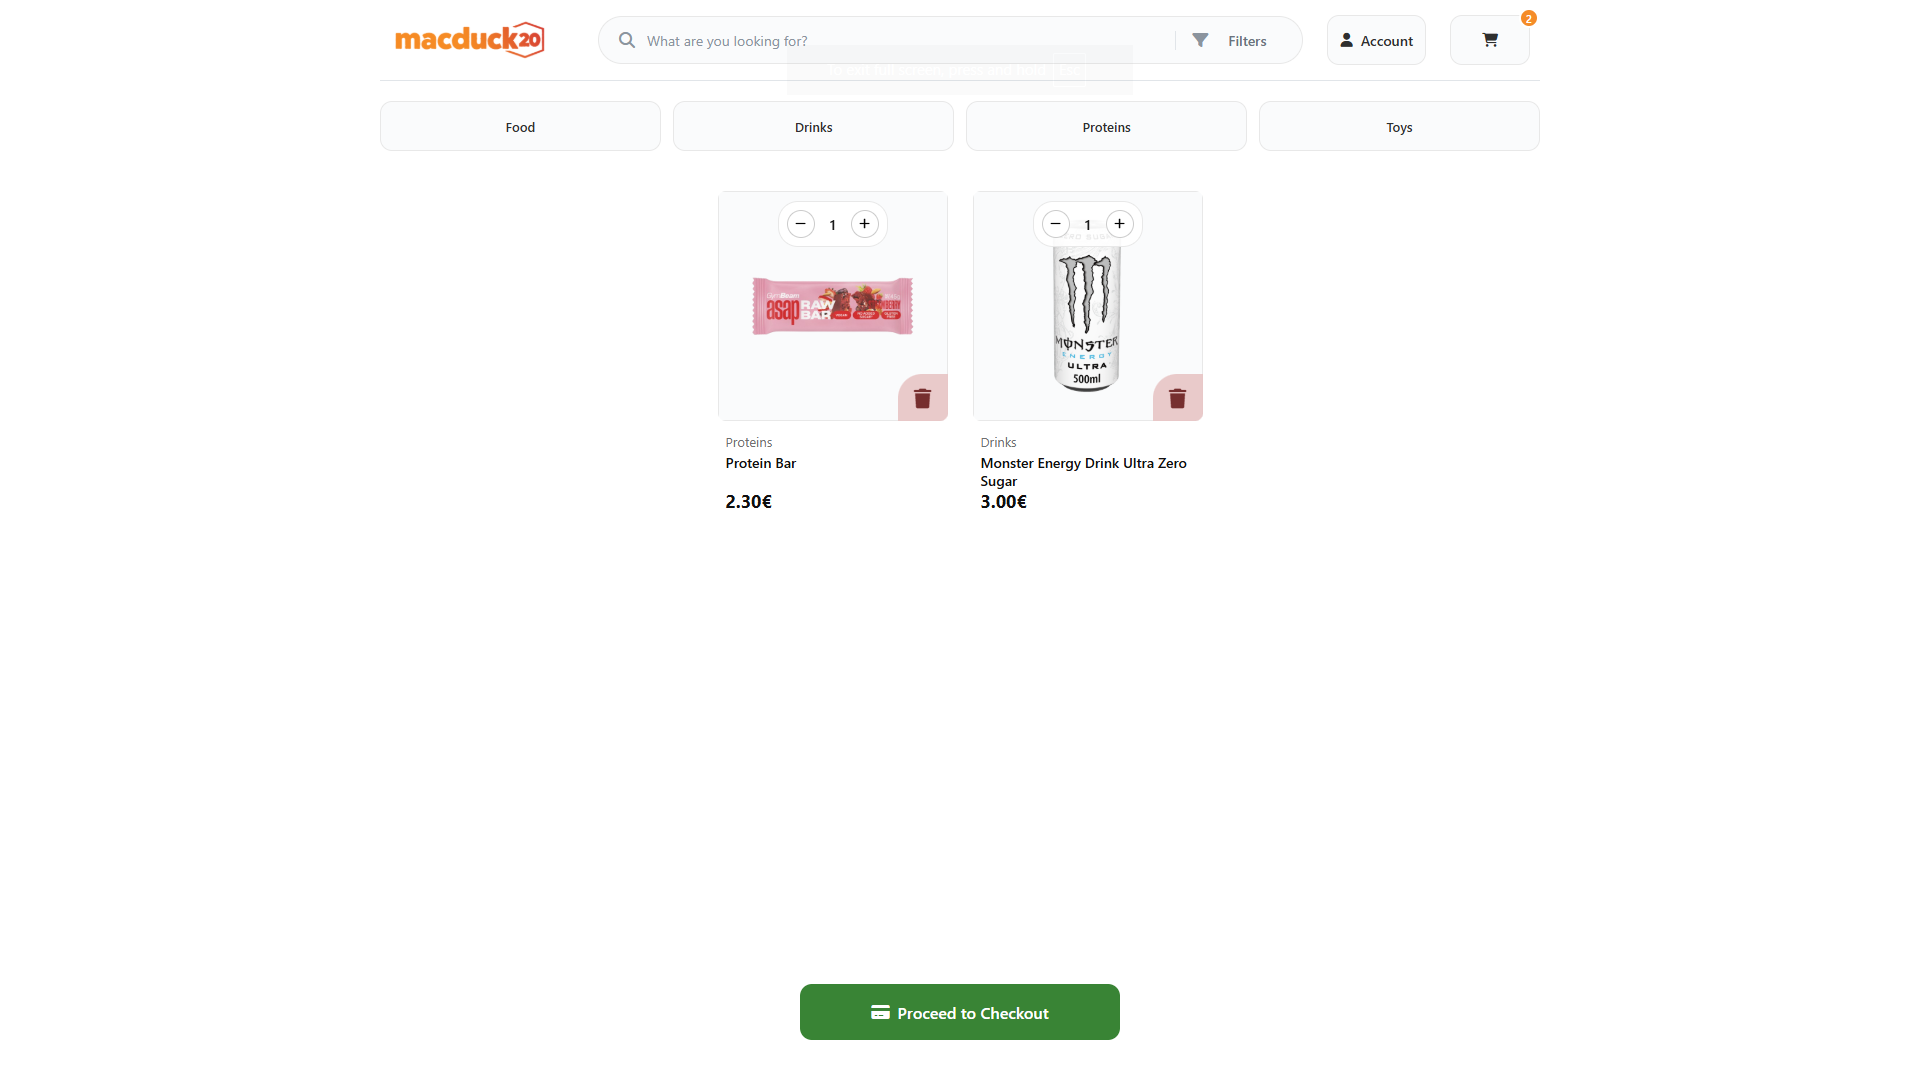 macduck20
What are you looking for?
Filters
Account
2
Food
Drinks
Proteins
Toys
1
1
asap RAW BAR
MONSTER
ENERGY
ULTRA
500ml
Proteins
Protein Bar
2.30€
Drinks
Monster Energy Drink Ultra Zero
Sugar
3.00€
Proceed to Checkout